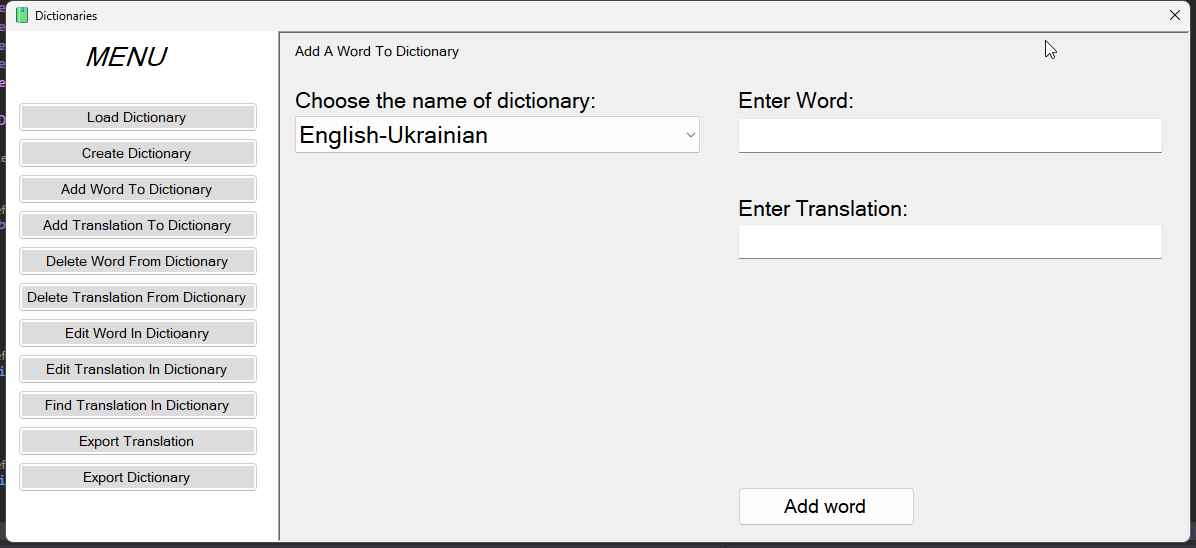 Dictionaries
MENU
Load Dictionary
Create Dictionary
Add Word To Dictionary
Add Translation To Dictionary
Delete Word From Dictionary
Delete Translation From Dictionary
Edit Word In Dictioanry
Edit Translation In Dictionary
Find Translation In Dictionary
Export Translation
Export Dictionary
Add A Word To Dictionary
Choose the name of dictionary:
English-Ukrainian
Enter Word:
Enter Translation:
Add word